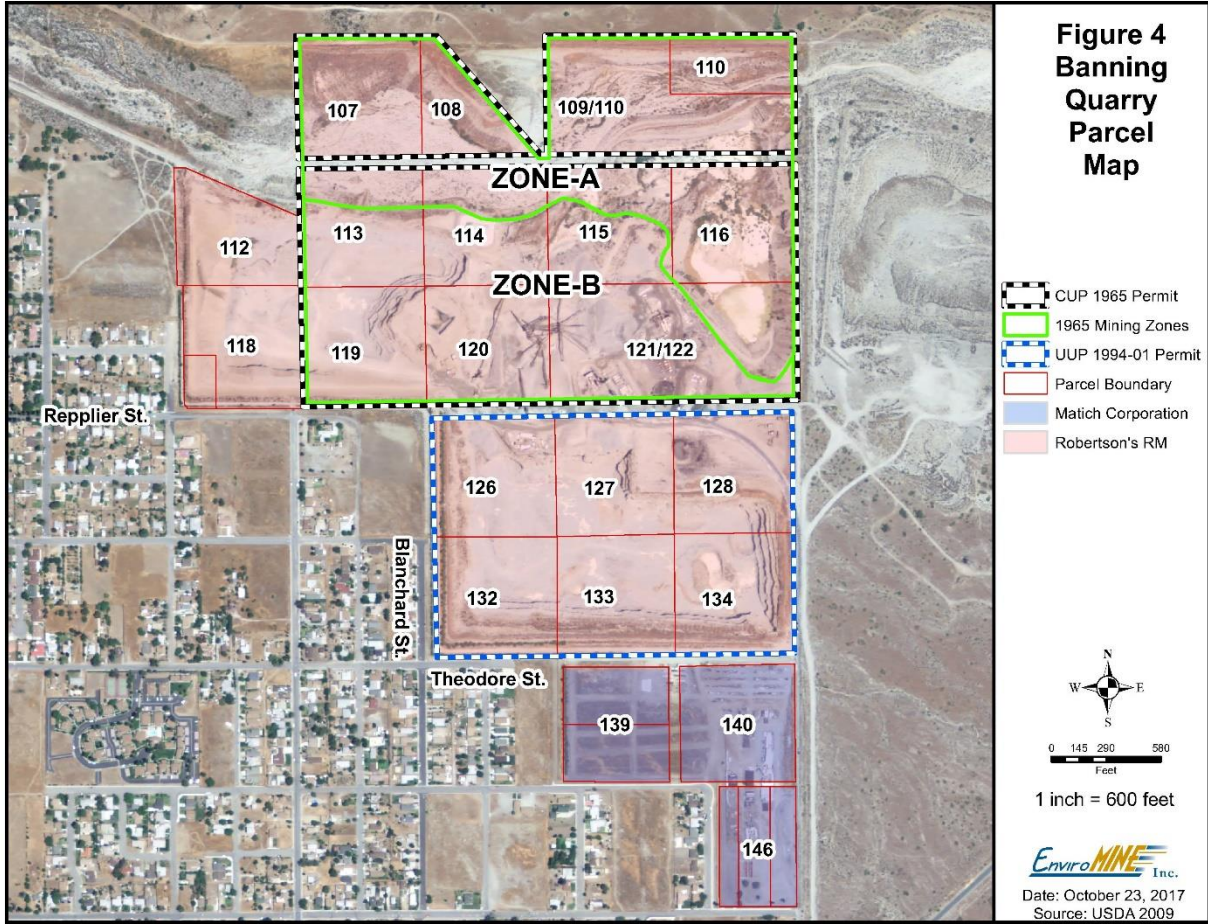 Figure 4
Banning
Quarry
Parcel
Map
107
108
109/110
110
ZONE-A
112
113
114
115
116
ZONE-B
118
119
120
121/122
Repplier St.
126
127
128
Blanchard St.
132
133
134
Theodore St.
139
140
146
CUP 1965 Permit
1965 Mining Zones
UUP 1994-01 Permit
Parcel Boundary
Matich Corporation
Robertson's RM
N
W E
S
0 145 290 580
Feet
1 inch = 600 feet
EnviroMINE Inc.
Date: October 23, 2017
Source: USDA 2009